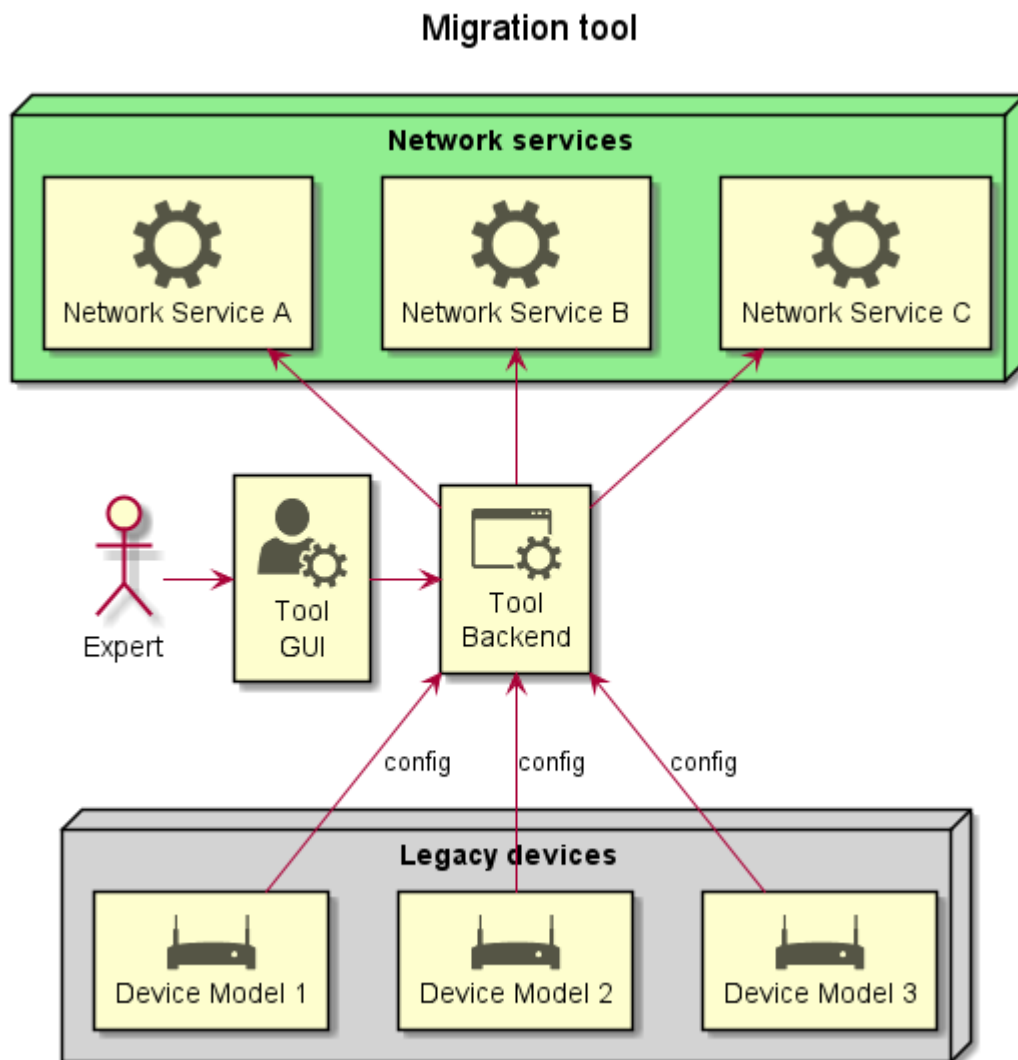 Migration tool
Network services
Network Service A
Network Service B
Network Service C
Expert
Tool
GUI
Tool
Backend
config
config
config
Legacy devices
Device Model 1
Device Model 2
Device Model 3